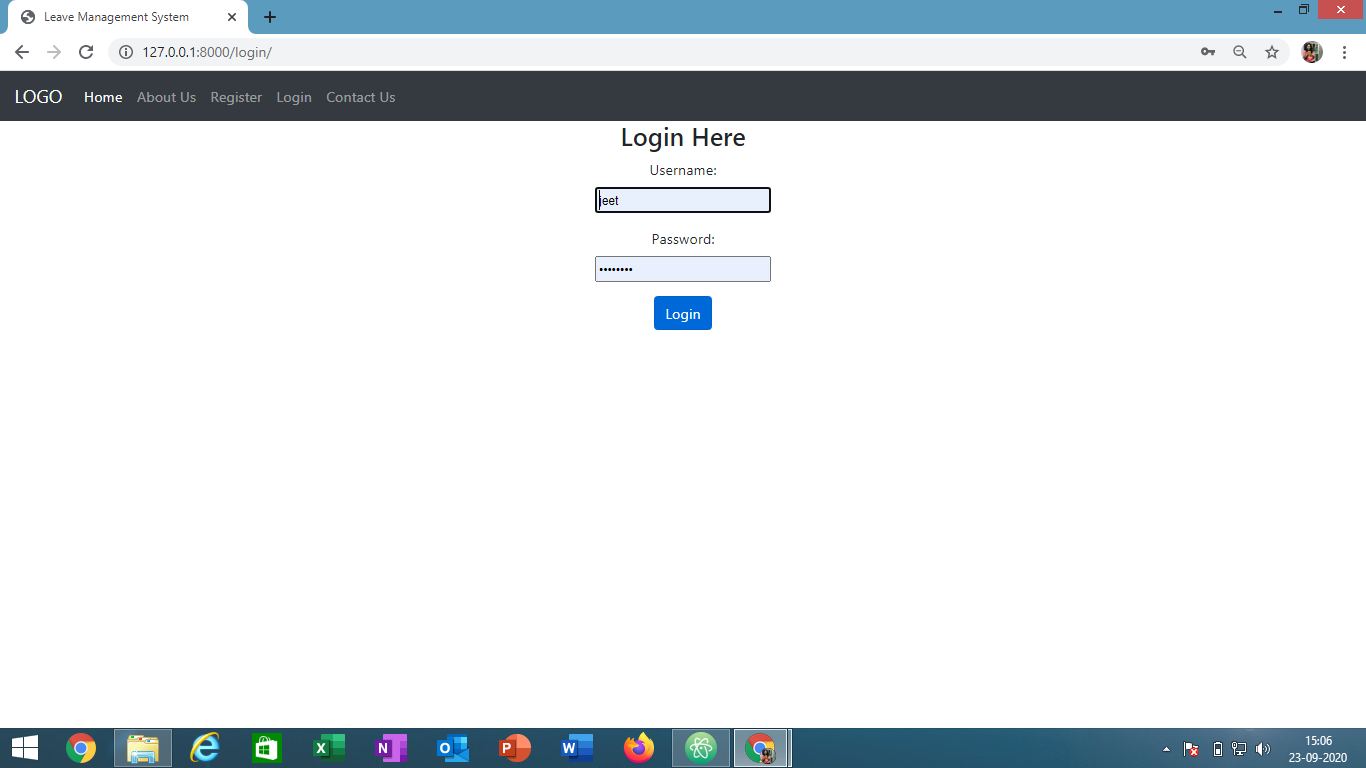 Leave Management System
127.0.0.1:8000/login/
LOGO Home About Us Register Login Contact Us
Login Here
Username:
jeet
Password:
••••••••
Login
15:06
23-09-2020